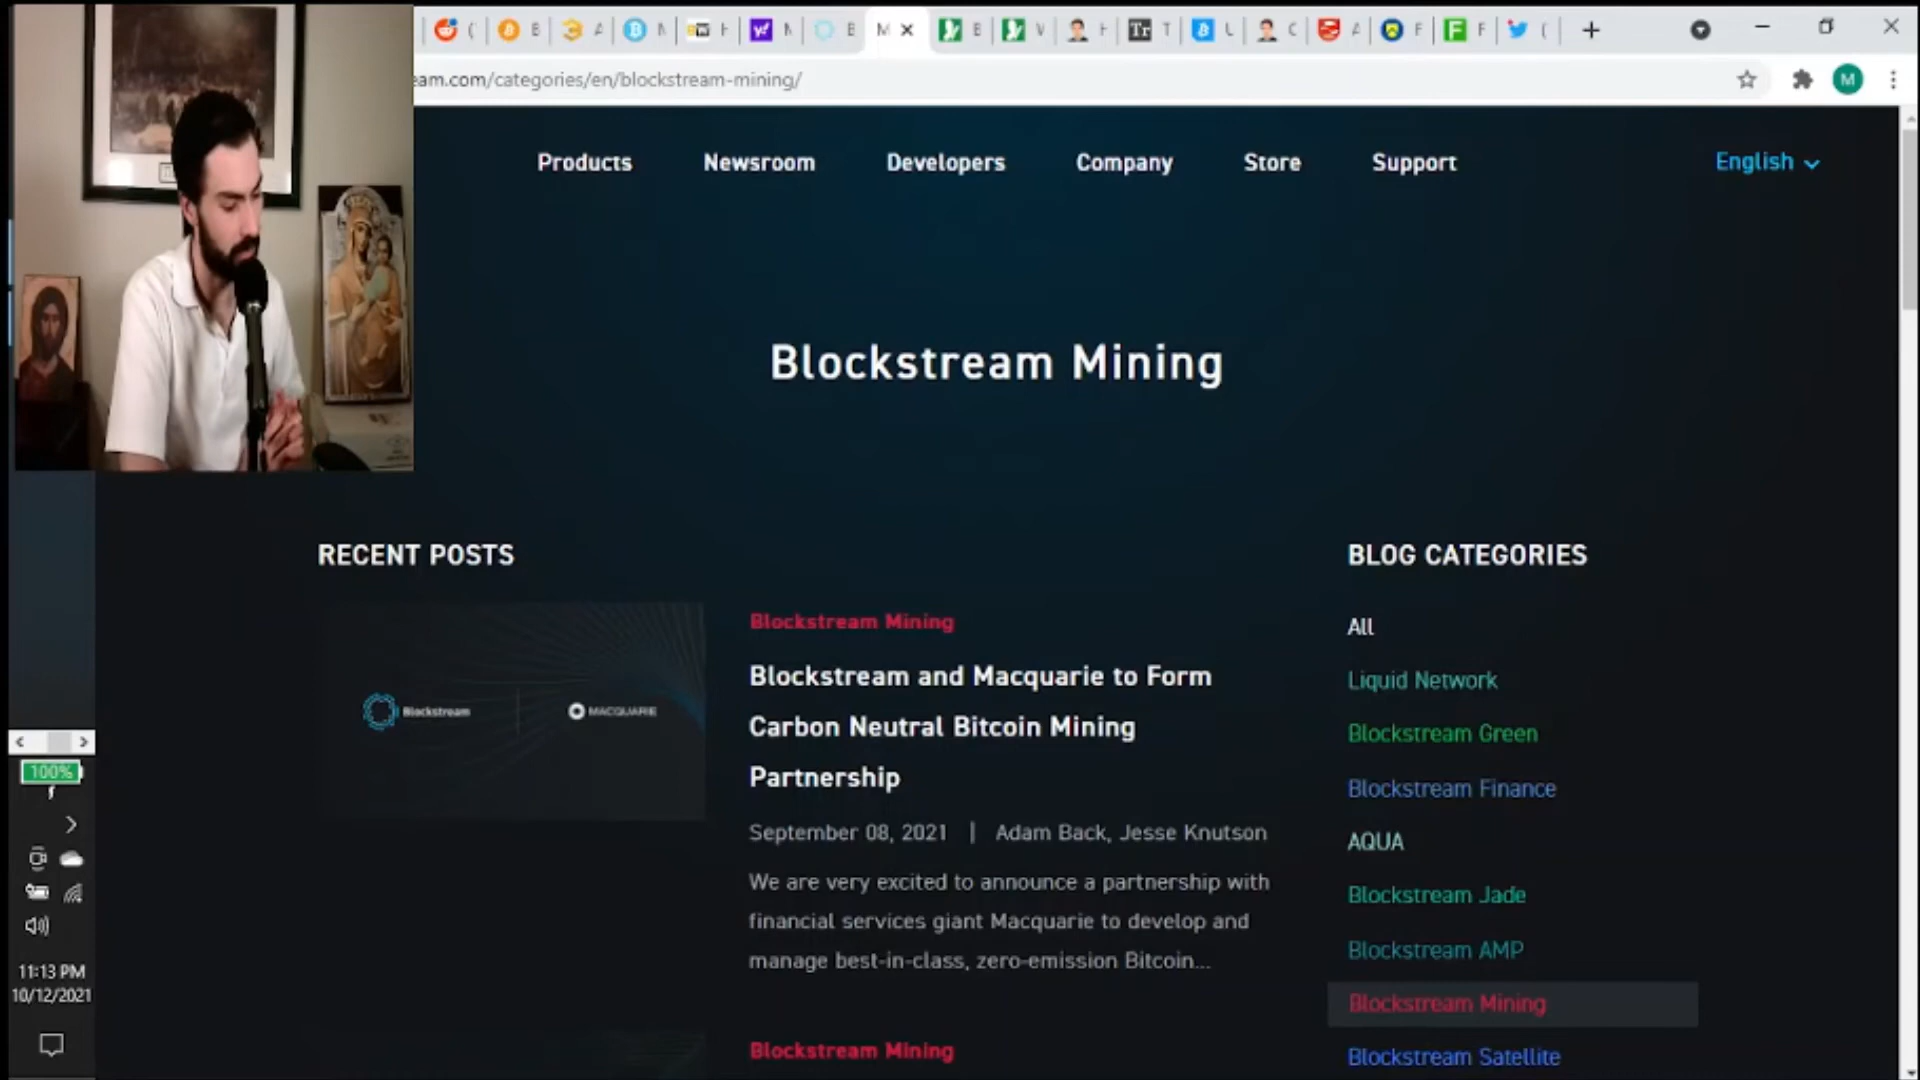 eam.com/categories/en/blockstream-mining/
M
Products
Newsroom
Developers
Company
Store
Support
English
Blockstream Mining
RECENT POSTS
BLOG CATEGORIES
Blockstream
MACQUARIE
Blockstream Mining
Blockstream and Macquarie to Form
Carbon Neutral Bitcoin Mining
Partnership
September 08, 2021 | Adam Back, Jesse Knutson
We are very excited to announce a partnership with
financial services giant Macquarie to develop and
manage best-in-class, zero-emission Bitcoin...
Blockstream Mining
All
Liquid Network
Blockstream Green
Blockstream Finance
AQUA
Blockstream Jade
Blockstream AMP
Blockstream Mining
Blockstream Satellite
100%
11:13 PM
10/12/2021